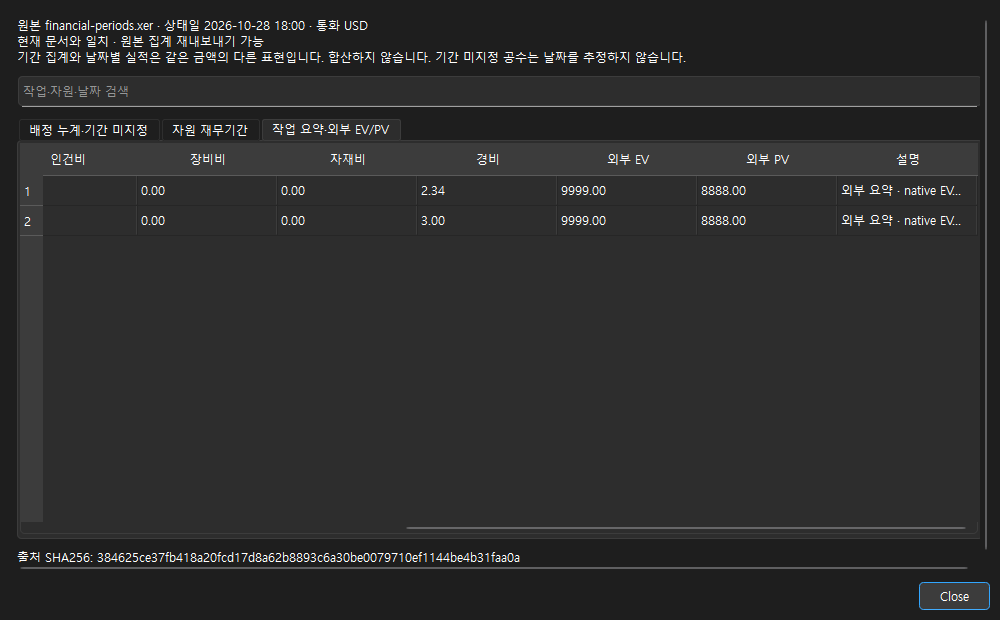 원본 financial-periods.xer · 상태일 2026-10-28 18:00 · 통화 USD
현재 문서와 일치 · 원본 집계 재내보내기 가능
기간 집계와 날짜별 실적은 같은 금액의 다른 표현입니다. 합산하지 않습니다. 기간 미지정 공수는 날짜를 추정하지 않습니다.
작업·자원·날짜 검색
배정 누계·기간 미지정 자원 재무기간 작업 요약·외부 EV/PV
인건비 장비비 자재비 경비 외부 EV 외부 PV 설명
1 0.00 0.00 2.34 9999.00 8888.00 외부 요약 · native EV...
2 0.00 0.00 3.00 9999.00 8888.00 외부 요약 · native EV...
출처 SHA256: 384625ce37fb418a20fcd17d8a62b8893c6a30be0079710ef1144be4b31faa0a
Close